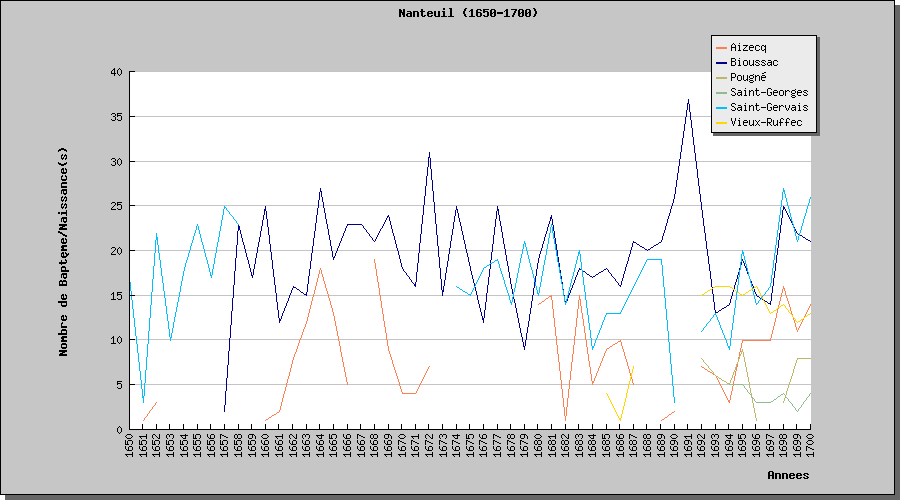 Nanteuil (1650-1700)
Aizecq
Bioussac
Pougné
Saint-Georges
Saint-Gervais
Vieux-Ruffec
Nombre de Baptęme/Naissance(s)
40
35
30
25
20
15
10
5
0
1650 1651 1652 1653 1654 1655 1656 1657 1658 1659 1660 1661 1662 1663 1664 1665 1666 1667 1668 1669 1670 1671 1672 1673 1674 1675 1676 1677 1678 1679 1680 1681 1682 1683 1684 1685 1686 1687 1688 1689 1690 1691 1692 1693 1694 1695 1696 1697 1698 1699 1700
Annees